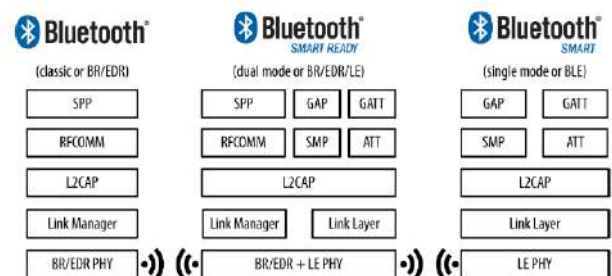 Bluetooth®
(classic or BR/EDR)
SPP
RFCOMM
L2CAP
Link Manager
BR/EDR PHY
Bluetooth®
SMART READY
(dual mode or BR/EDR/LE)
SPP GAP GATT
RFCOMM SMP ATT
L2CAP
Link Manager Link Layer
BR/EDR + LE PHY
Bluetooth®
SMART
(single mode or BLE)
GAP GATT
SMP ATT
L2CAP
Link Layer
LE PHY